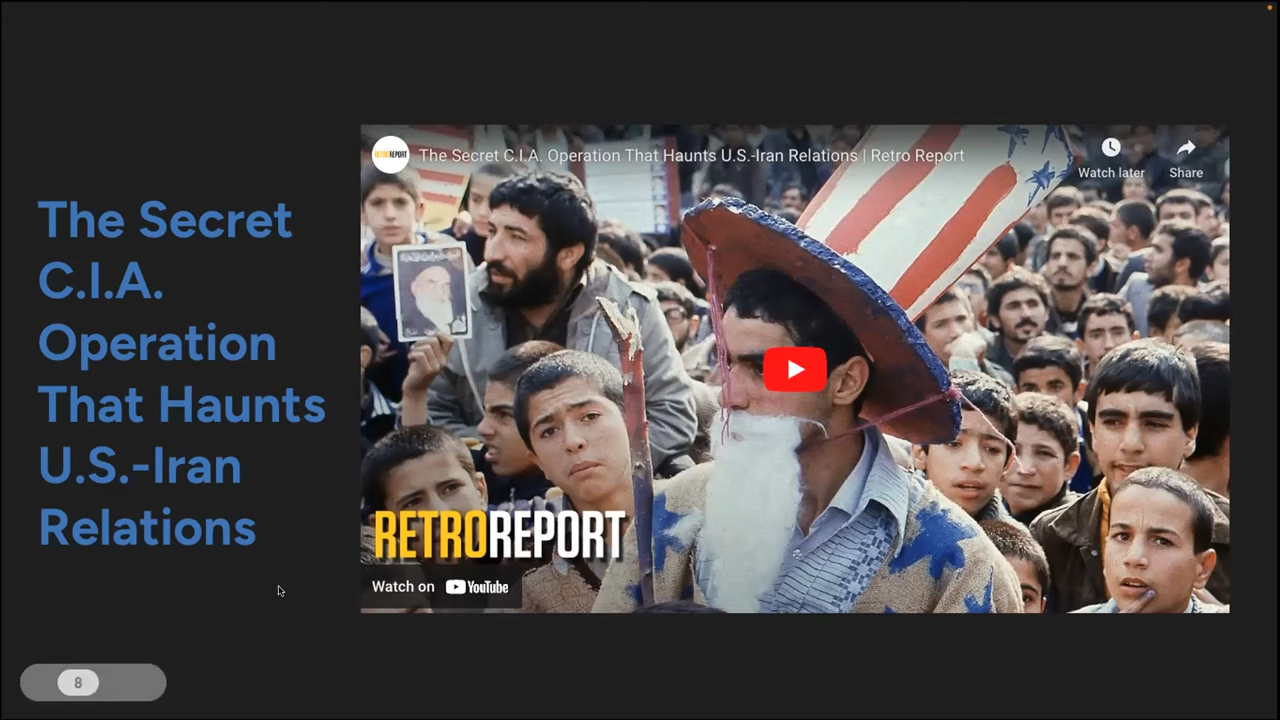 The Secret
C.I.A.
Operation
That Haunts
U.S.-Iran
Relations
RETROREPORT
The Secret C.I.A. Operation That Haunts U.S.-Iran Relations | Retro Report
Watch later
Share
RETROREPORT
Watch on YouTube
8